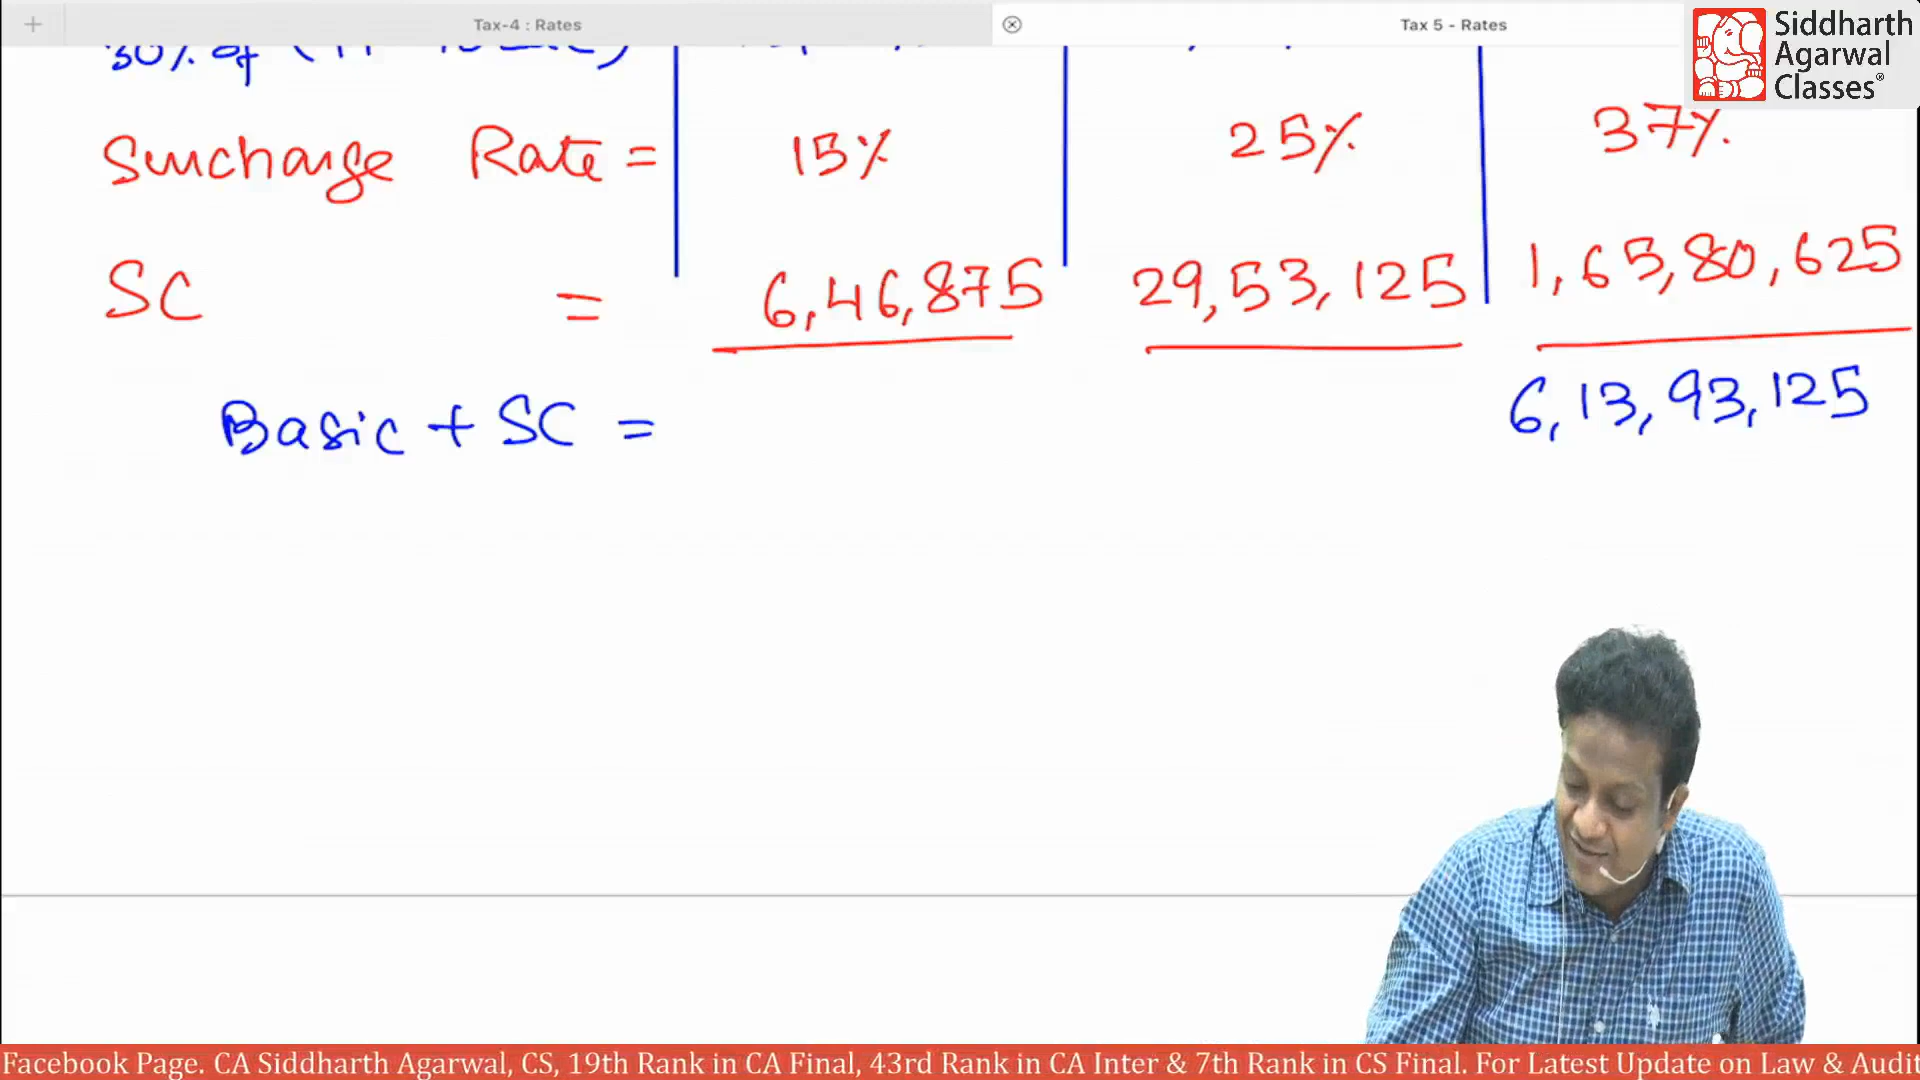 Tax-4 : Rates
Tax 5 - Rates
Siddharth
Agarwal
Classes®
30% of (
Surcharge Rate = 15% 25% 37%.
SC = 6,46,875 29,53,125 1,65,80,625
Basic + SC = 6,13,93,125
Facebook Page. CA Siddharth Agarwal, CS, 19th Rank in CA Final, 43rd Rank in CA Inter & 7th Rank in CS Final. For Latest Update on Law & Audit